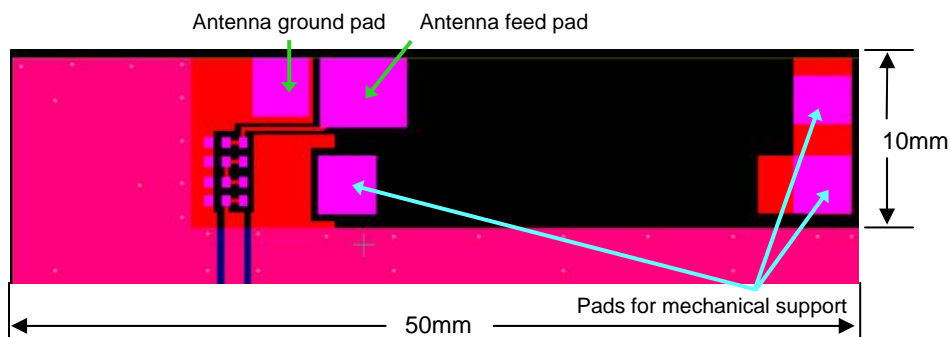 Antenna ground pad
Antenna feed pad
10mm
Pads for mechanical support
50mm